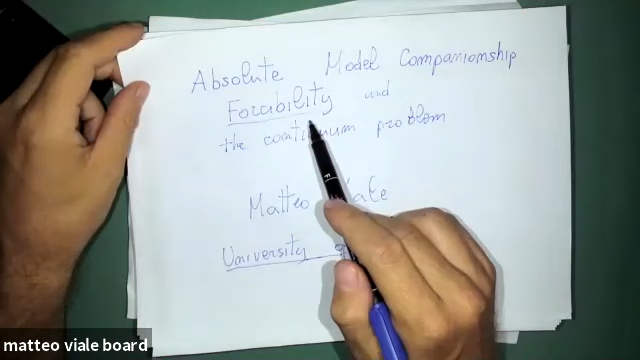 Absolute Model Companionship
Forcibility and
the continuum problem
Matteo
University
matteo viale board